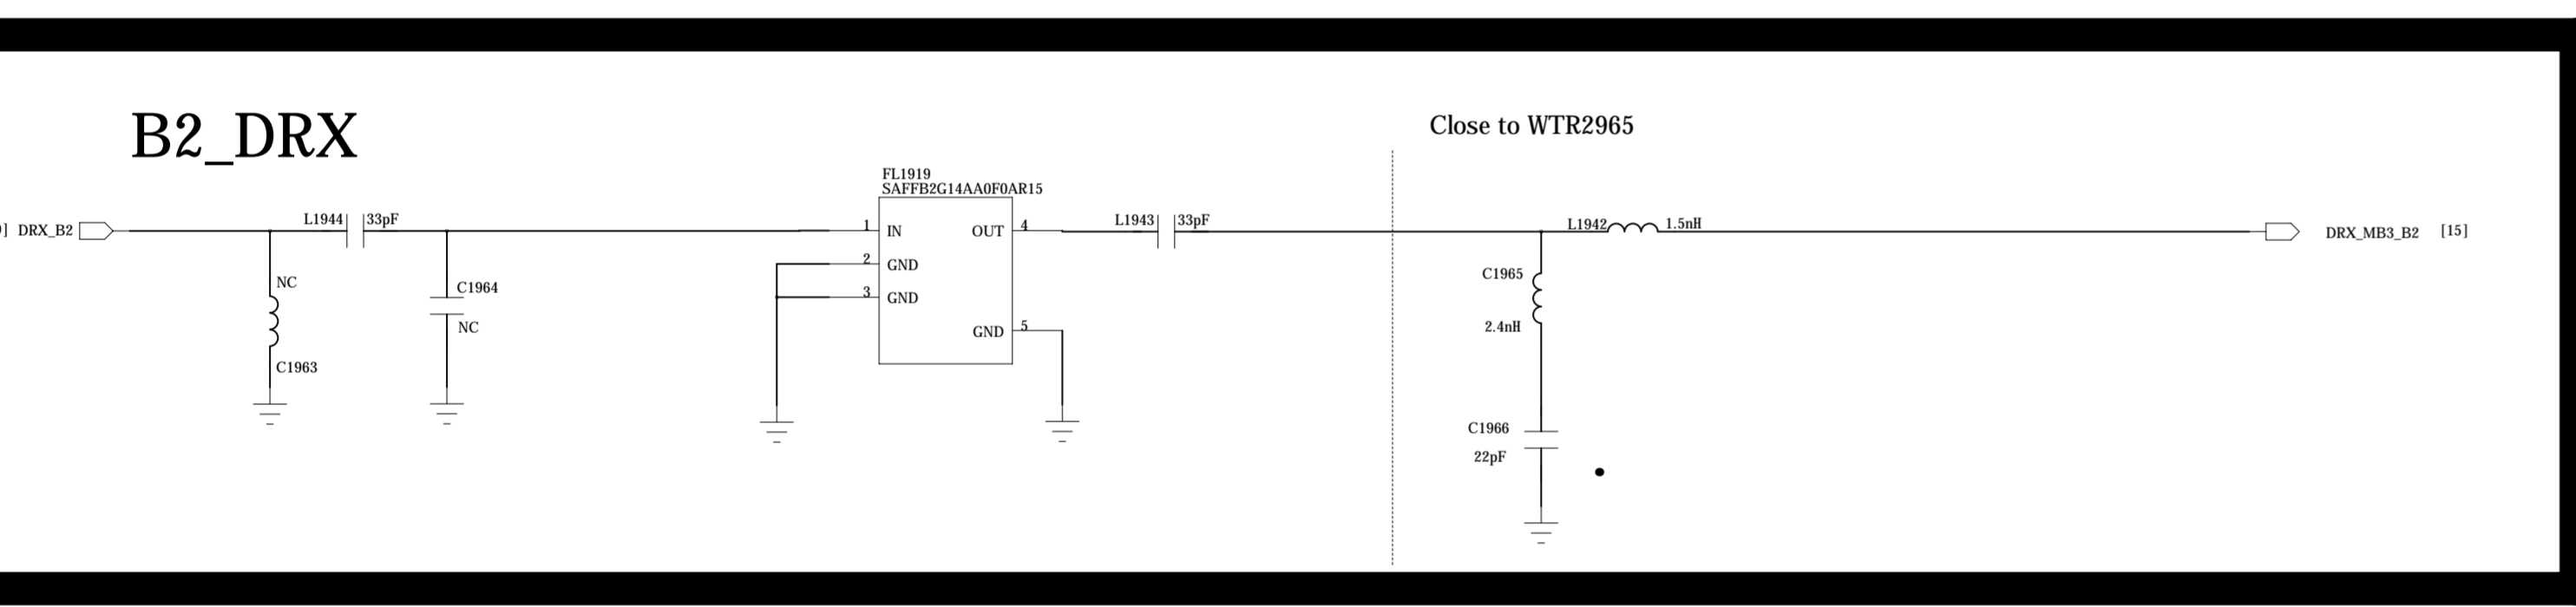 B2_DRX
Close to WTR2965
FL1919
SAFFB2G14AA0F0AR15
] DRX_B2
L1944
33pF
1
IN
OUT
4
L1943
33pF
L1942
1.5nH
DRX_MB3_B2
[15]
2
GND
3
GND
GND
5
NC
C1963
C1964
NC
C1965
2.4nH
C1966
22pF